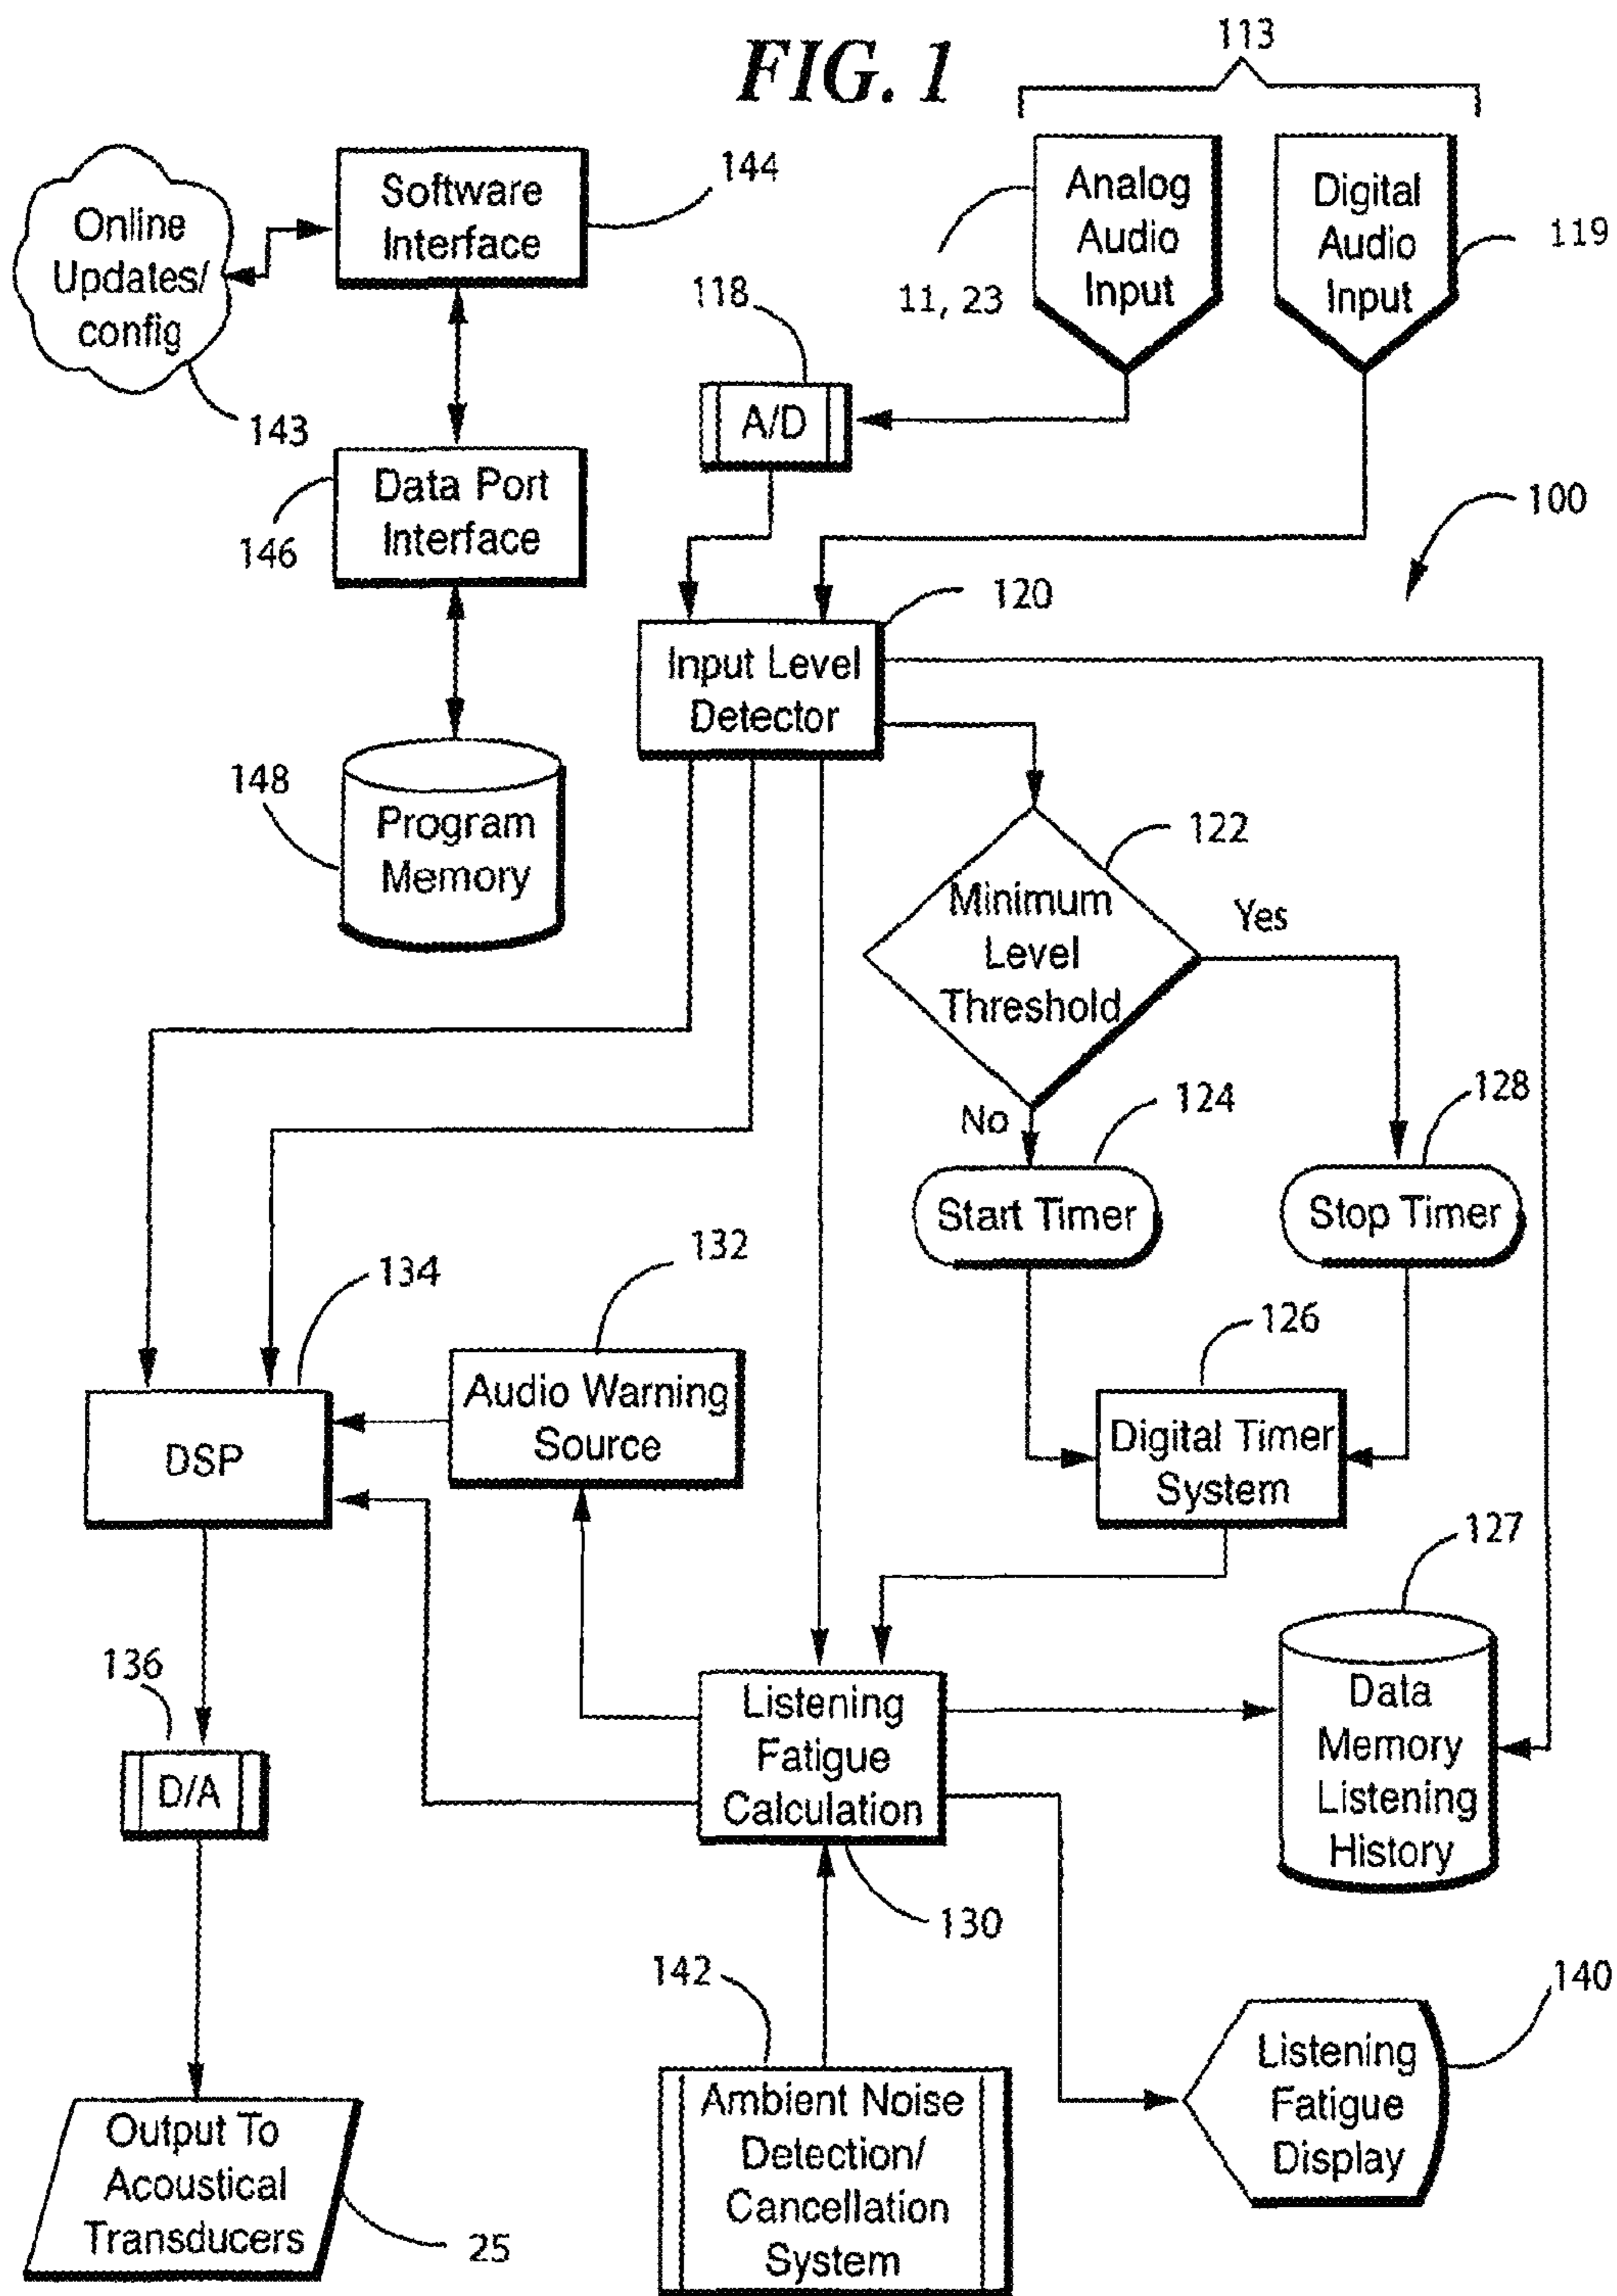 FIG. 1
113
Online
Updates/
config
143
Software
Interface
144
Analog
Audio
Input
11, 23
Digital
Audio
Input
119
118
A/D
Data Port
Interface
146
100
120
Input Level
Detector
148
Program
Memory
122
Minimum
Level
Threshold
Yes
No
124
128
Start Timer
Stop Timer
134
132
126
DSP
Audio Warning
Source
Digital Timer
System
127
136
D/A
Listening
Fatigue
Calculation
130
Data
Memory
Listening
History
142
140
Output To
Acoustical
Transducers
25
Ambient Noise
Detection/
Cancellation
System
Listening
Fatigue
Display